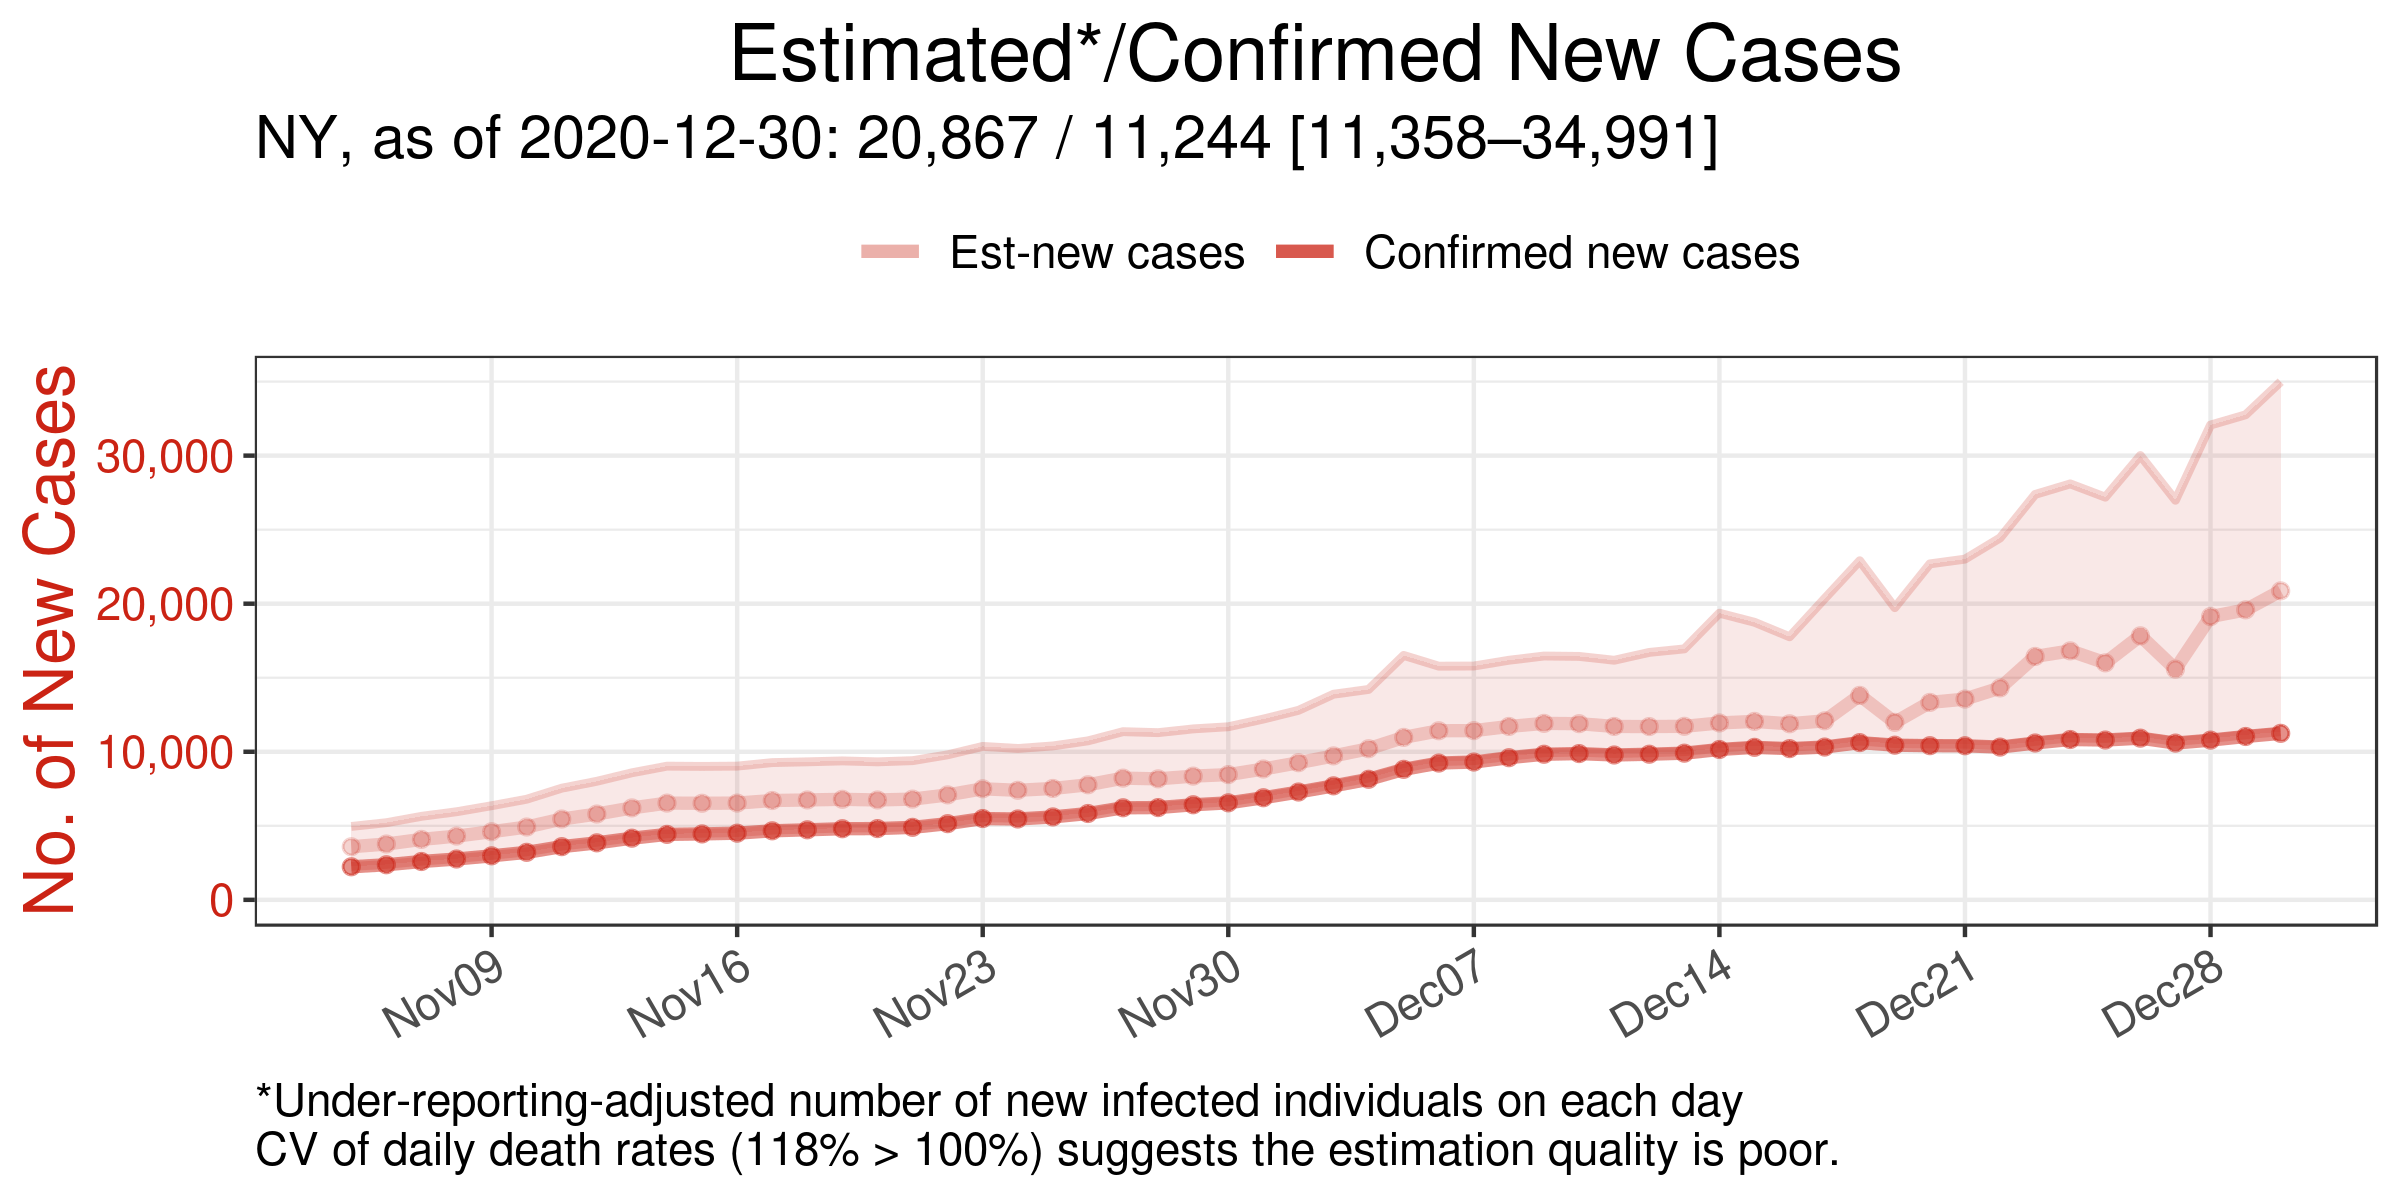 Estimated*/Confirmed New Cases
NY, as of 2020-12-30: 20,867 / 11,244 [11,358–34,991]
Est-new cases
Confirmed new cases
No. of New Cases
30,000
20,000
10,000
0
Nov09
Nov16
Nov23
Nov30
Dec07
Dec14
Dec21
Dec28
*Under-reporting-adjusted number of new infected individuals on each day
CV of daily death rates (118% > 100%) suggests the estimation quality is poor.